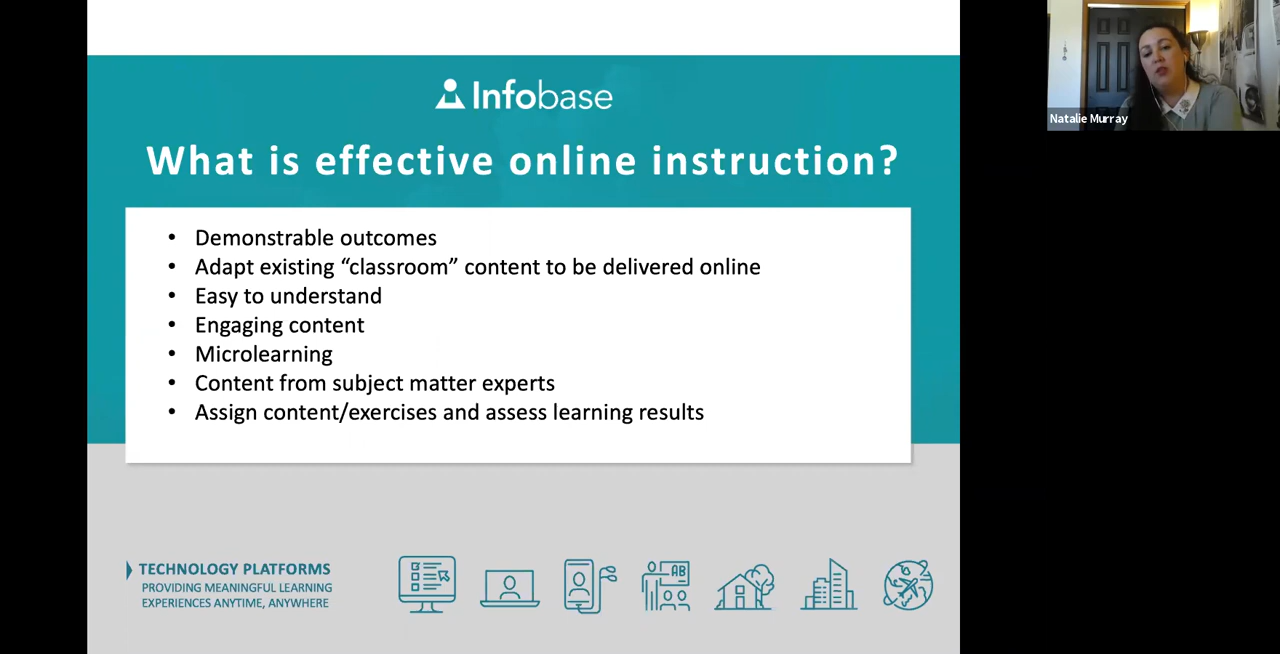 Infobase
What is effective online instruction?
• Demonstrable outcomes
• Adapt existing “classroom” content to be delivered online
• Easy to understand
• Engaging content
• Microlearning
• Content from subject matter experts
• Assign content/exercises and assess learning results
TECHNOLOGY PLATFORMS
PROVIDING MEANINGFUL LEARNING
EXPERIENCES ANYTIME, ANYWHERE
AB
Natalie Murray